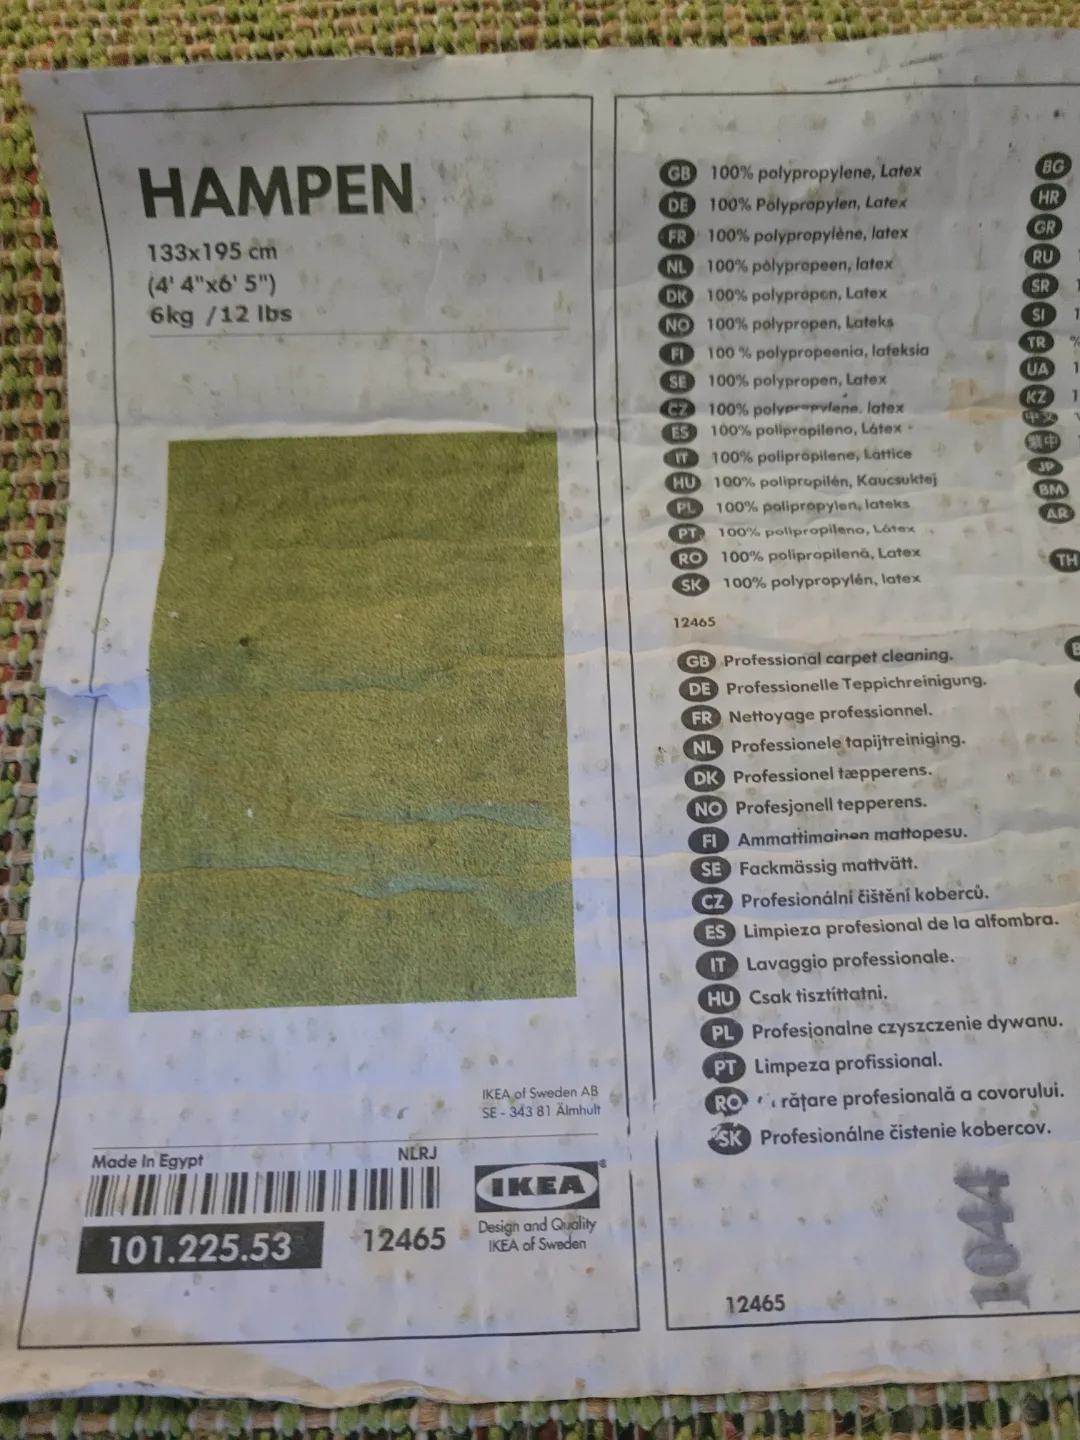 HAMPEN
133x195 cm
(4' 4"x6' 5")
6kg /12 lbs
IKEA of Sweden AB
SE - 343 81 Älmhult
Made In Egypt
NLRJ
101.225.53
12465
IKEA
®
Design and Quality
IKEA of Sweden
GB 100% polypropylene, Latex
DE 100% Polypropylen, Latex
FR 100% polypropylène, latex
NL 100% polypropeen, latex
DK 100% polypropen, Latex
NO 100% polypropen, Lateks
FI 100 % polypropeenia, lateksia
SE 100% polypropen, Latex
CZ 100% latex
ES 100% polipropileno, Látex
IT 100% polipropilene, Lattice
HU 100% polipropilén, Kaucsuktej
PL 100% polipropylen, lateks
PT 100% polipropileno, Látex
RO 100% polipropilenă, Latex
SK 100% polypropylén, latex
12465
GB Professional carpet cleaning.
DE Professionelle Teppichreinigung.
FR Nettoyage professionnel.
NL Professionele tapijtreiniging.
DK Professionel tæpperens.
NO Profesjonell tepperens.
FI Ammattimainen mattopesu.
SE Fackmässig mattvätt.
CZ Profesionální čištění koberců.
ES Limpieza profesional de la alfombra.
IT Lavaggio professionale.
HU Csak tisztíttatni.
PL Profesjonalne czyszczenie dywanu.
PT Limpeza profissional.
RO profesională a covorului.
SK Profesionálne čistenie kobercov.
1044
12465
BG
HR
GR
RU
SR
SI
TR %
UA
KZ
中文
繁中
JP
BM
AR
TH